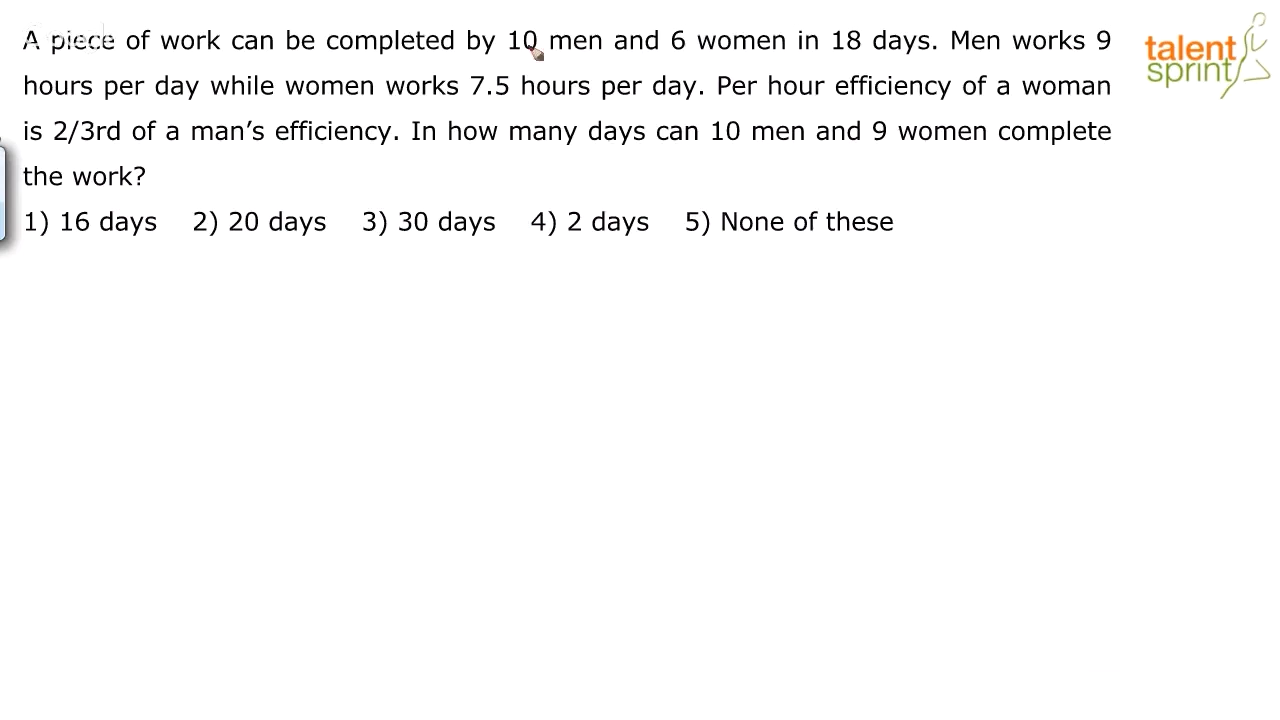 A piece of work can be completed by 10 men and 6 women in 18 days. Men works 9
hours per day while women works 7.5 hours per day. Per hour efficiency of a woman
is 2/3rd of a man's efficiency. In how many days can 10 men and 9 women complete
the work?
1) 16 days 2) 20 days 3) 30 days 4) 2 days 5) None of these
talent
sprint